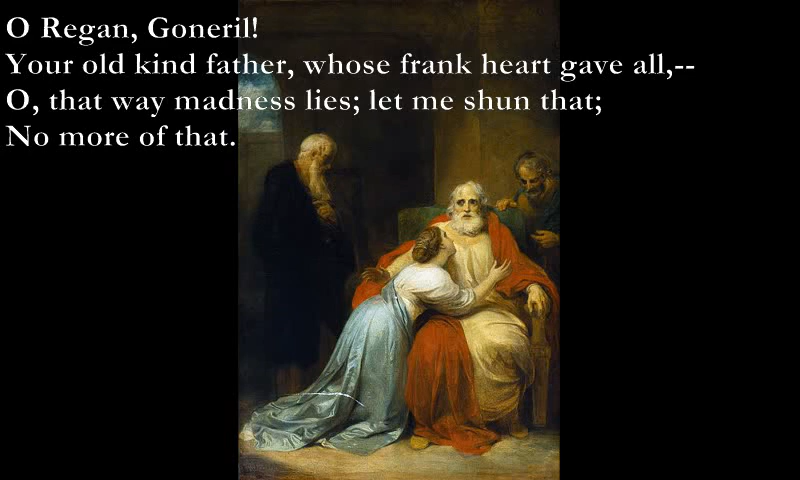 O Regan, Goneril!
Your old kind father, whose frank heart gave all,--
O, that way madness lies; let me shun that;
No more of that.